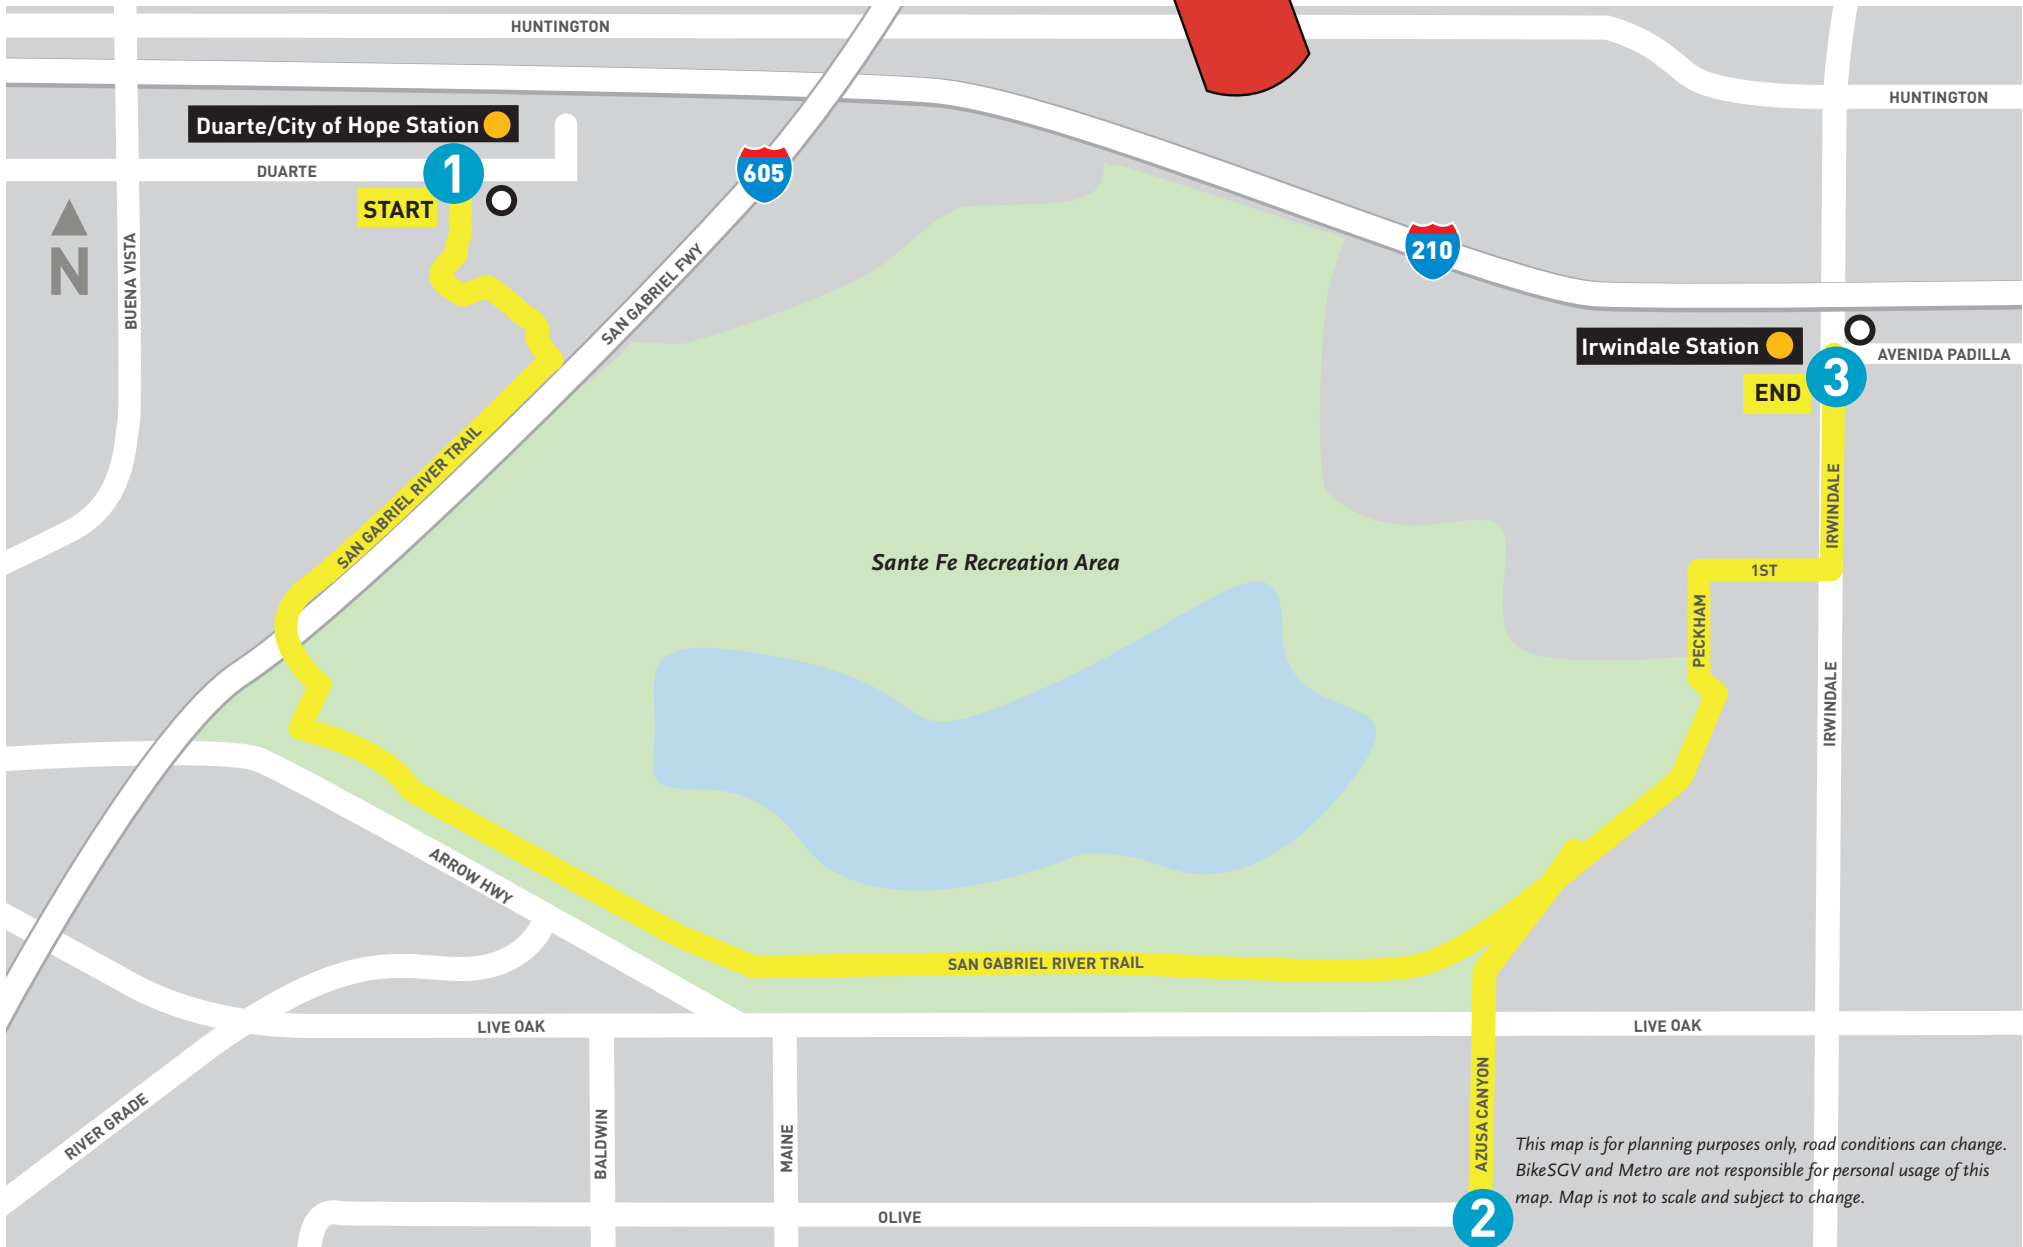 HUNTINGTON
HUNTINGTON
Duarte/City of Hope Station
1
DUARTE
START
605
N
BUENA VISTA
SAN GABRIEL FWY
210
Irwindale Station
AVENIDA PADILLA
3
END
SAN GABRIEL RIVER TRAIL
IRWINDALE
Sante Fe Recreation Area
1ST
PECKHAM
IRWINDALE
ARROW HWY
SAN GABRIEL RIVER TRAIL
LIVE OAK
LIVE OAK
RIVER GRADE
BALDWIN
MAINE
AZUSA CANYON
This map is for planning purposes only, road conditions can change.
BikeSGV and Metro are not responsible for personal usage of this
map. Map is not to scale and subject to change.
OLIVE
2